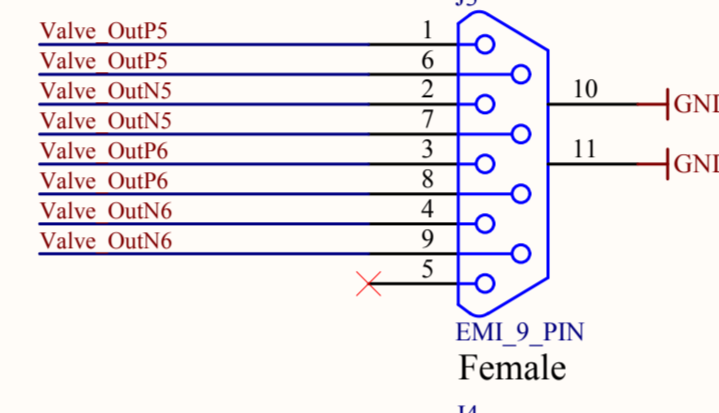 Valve_OutP5 1
Valve_OutP5 6
Valve_OutN5 2 10
Valve_OutN5 7
Valve_OutP6 3 11
Valve_OutP6 8
Valve_OutN6 4
Valve_OutN6 9
5
EMI_9_PIN
Female